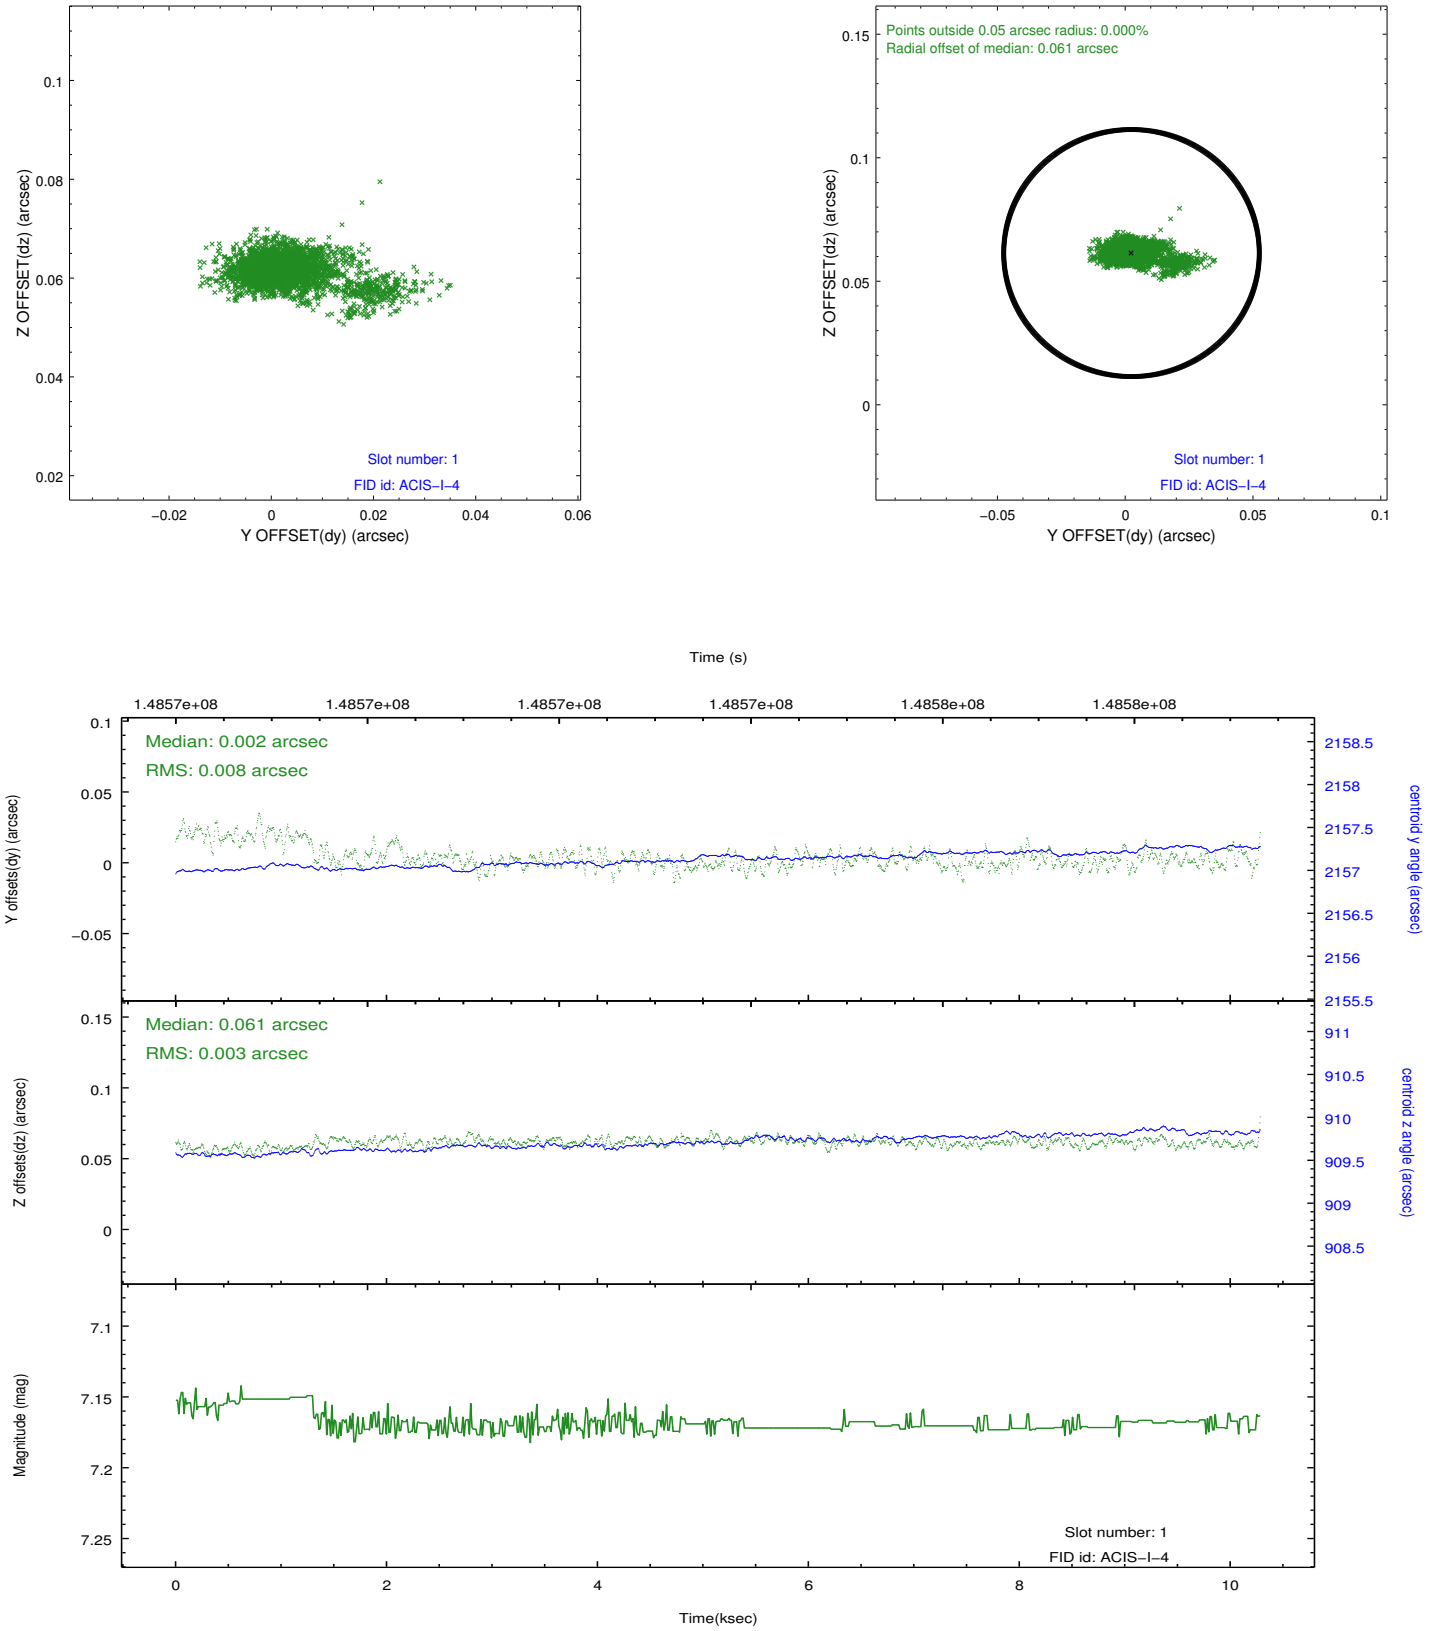 0.1
0.08
0.06
0.04
0.02
Z OFFSET(dz) (arcsec)
Slot number: 1
FID id: ACIS−I−4
−0.02 0 0.02 0.04 0.06
Y OFFSET(dy) (arcsec)
Points outside 0.05 arcsec radius: 0.000%
Radial offset of median: 0.061 arcsec
0.15
0.1
0.05
0
Z OFFSET(dz) (arcsec)
Slot number: 1
FID id: ACIS−I−4
−0.05 0 0.05 0.1
Y OFFSET(dy) (arcsec)
Time (s)
1.4857e+08 1.4857e+08 1.4857e+08 1.4857e+08 1.4858e+08 1.4858e+08
Median: 0.002 arcsec
RMS: 0.008 arcsec
0.1
0.05
0
−0.05
Y offsets(dy) (arcsec)
2158.5
2158
2157.5
2157
2156.5
2156
2155.5
centroid y angle (arcsec)
Median: 0.061 arcsec
RMS: 0.003 arcsec
0.15
0.1
0.05
0
Z offsets(dz) (arcsec)
911
910.5
910
909.5
909
908.5
centroid z angle (arcsec)
7.1
7.15
7.2
7.25
Magnitude (mag)
Slot number: 1
FID id: ACIS−I−4
0 2 4 6 8 10
Time(ksec)